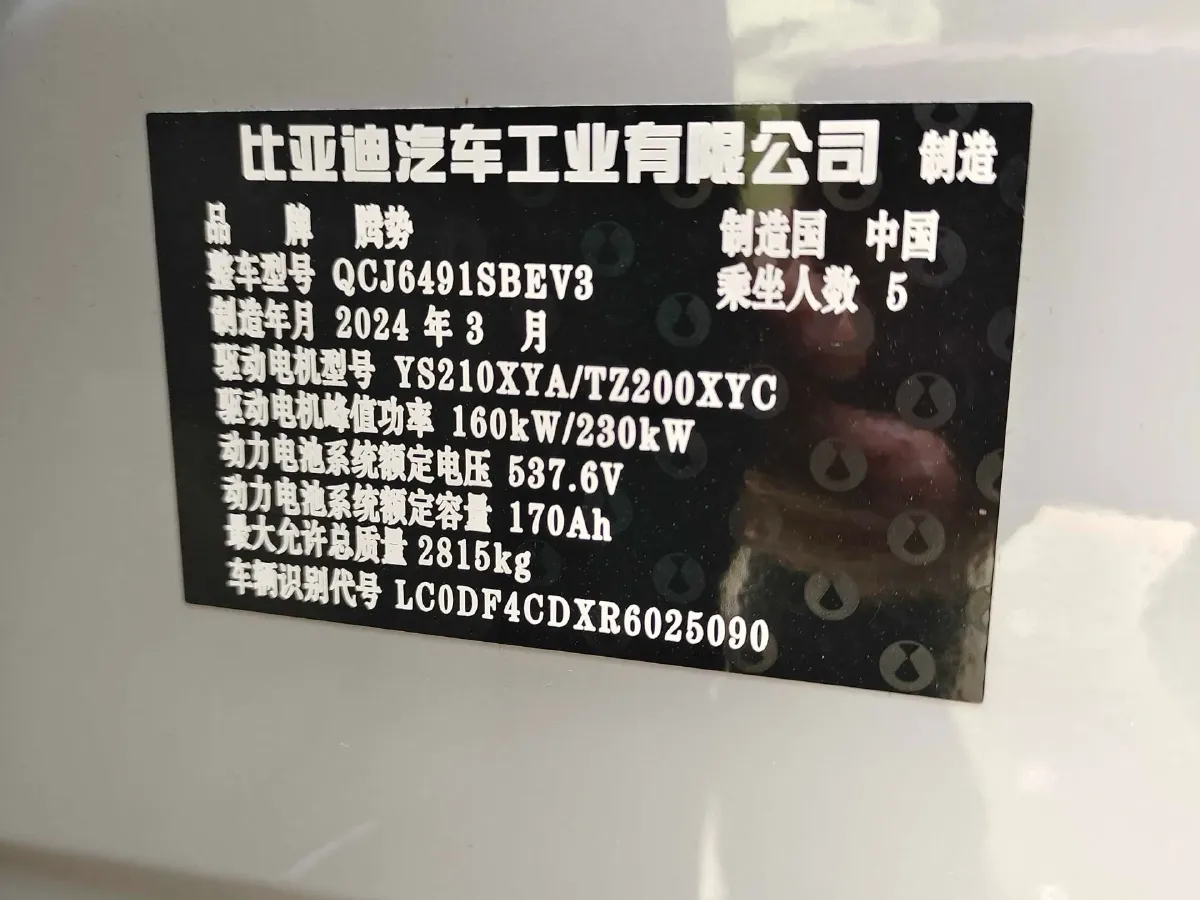 比亚迪汽车工业有限公司 制造
品 牌 腾势 制造国 中国
整车型号 QCJ6491SBEV3 乘坐人数 5
制造年月 2024 年 3 月
驱动电机型号 YS210XYA/TZ200XYC
驱动电机峰值功率 160kW/230kW
动力电池系统额定电压 537.6V
动力电池系统额定容量 170Ah
最大允许总质量 2815kg
车辆识别代号 LC0DF4CDXR6025090